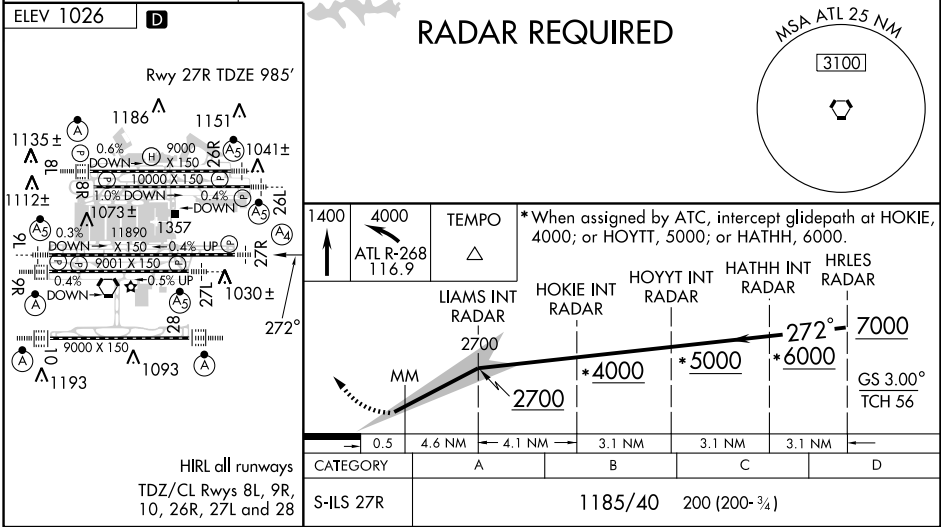 ELEV 1026
D
Rwy 27R TDZE 985'
1186
1151
A
1135 ±
P
0.6% DOWN
H
9000 X 150
26R
A5
1041±
8L
8R
P
10000 X 150
P
26L
1112±
1.0% DOWN
0.4% DOWN
P
A5
1073±
1357
A5
A4
9L
0.3% DOWN
11890 X 150
0.4% UP
P
27R
P
9001 X 150
P
9R
0.4% DOWN
0.5% UP
27L
1030±
A
A5
272°
28
10
9000 X 150
A
A
1193
1093
HIRL all runways
TDZ/CL Rwys 8L, 9R,
10, 26R, 27L and 28
RADAR REQUIRED
MSA ATL 25 NM
3100
1400
4000
ATL R-268
116.9
TEMPO
* When assigned by ATC, intercept glidepath at HOKIE,
4000; or HOYTT, 5000; or HATHH, 6000.
LIAMS INT
RADAR
2700
HOKIE INT
RADAR
HOYYT INT
RADAR
HATHH INT
RADAR
HRLES
RADAR
MM
2700
*4000
*5000
*6000
272°
7000
GS 3.00°
TCH 56
0.5
4.6 NM
4.1 NM
3.1 NM
3.1 NM
3.1 NM
CATEGORY
A
B
C
D
S-ILS 27R
1185/40 200 (200-¾)